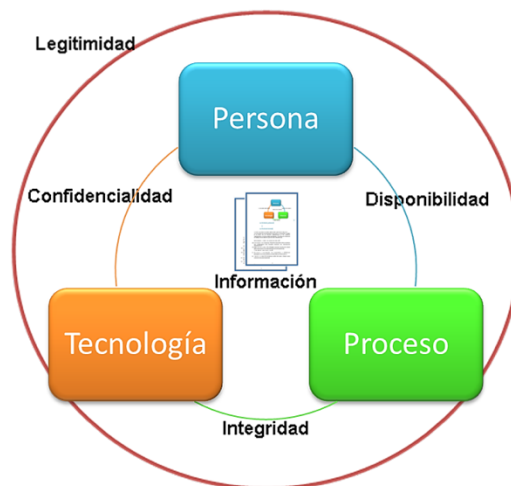 Legitimidad
Persona
Confidencialidad
Disponibilidad
Información
Tecnología
Proceso
Integridad